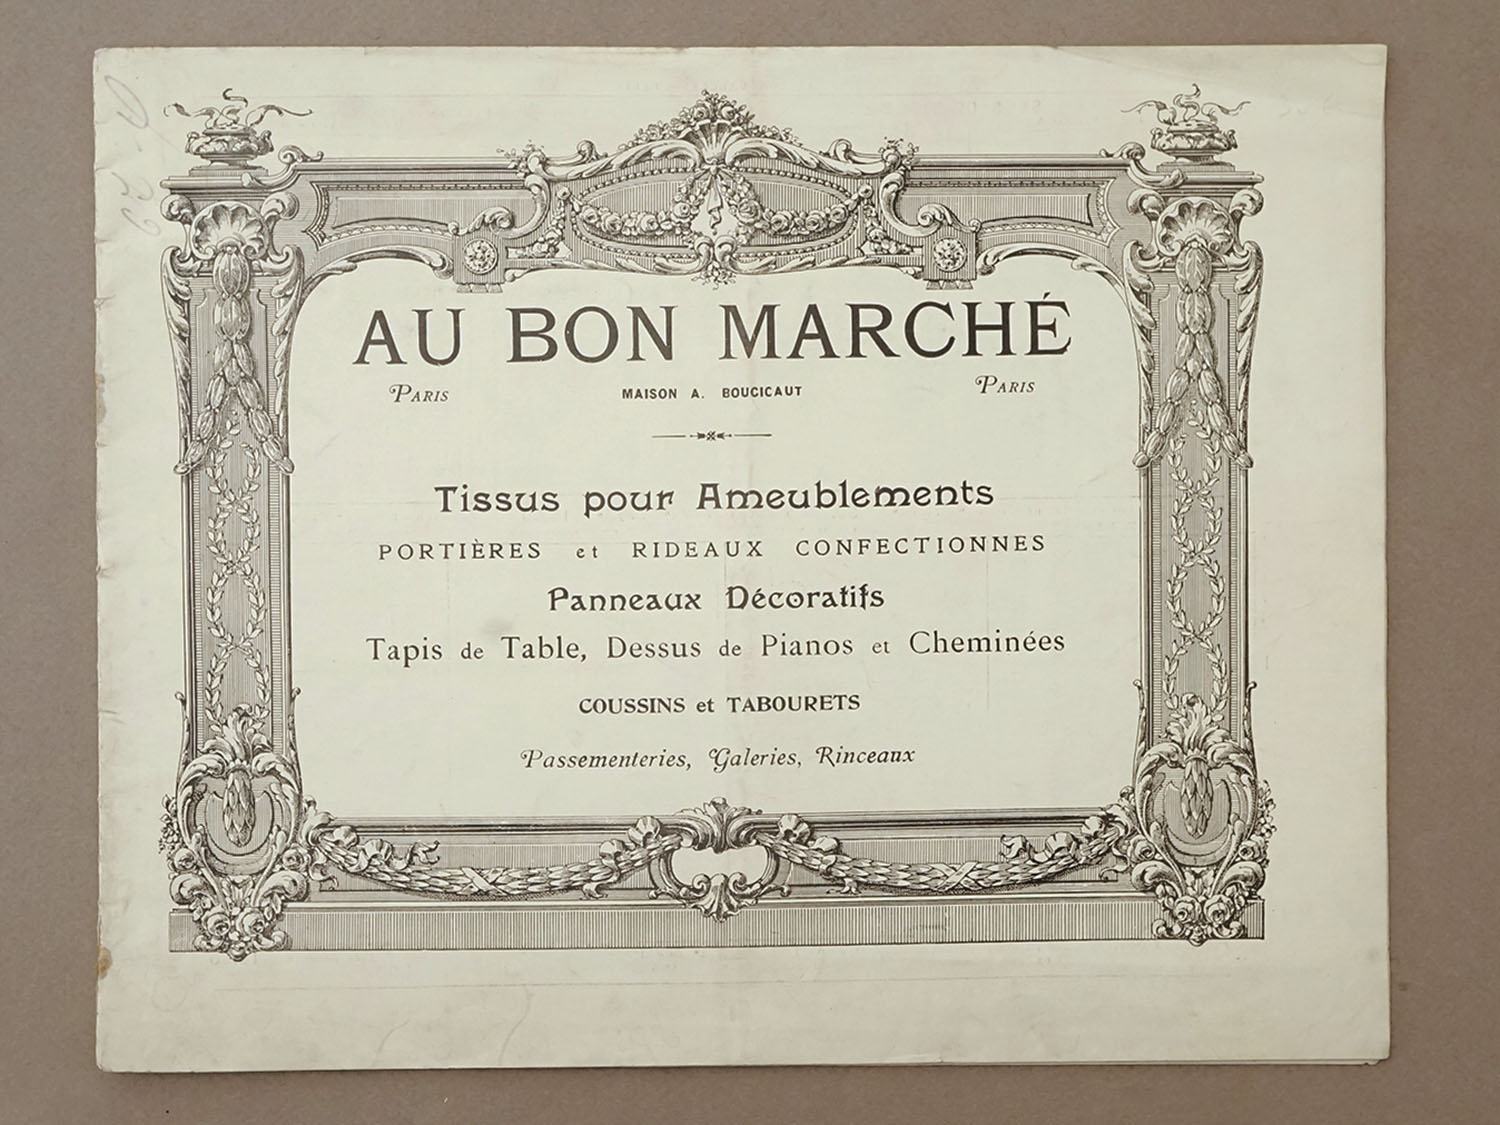 AU BON MARCHÉ
Paris MAISON A. BOUCICAUT Paris
Tissus pour Ameublements
PORTIÈRES et RIDEAUX CONFECTIONNES
Panneaux Décoratifs
Tapis de Table, Dessus de Pianos et Cheminées
COUSSINS et TABOURETS
Passementeries, Galeries, Rinceaux